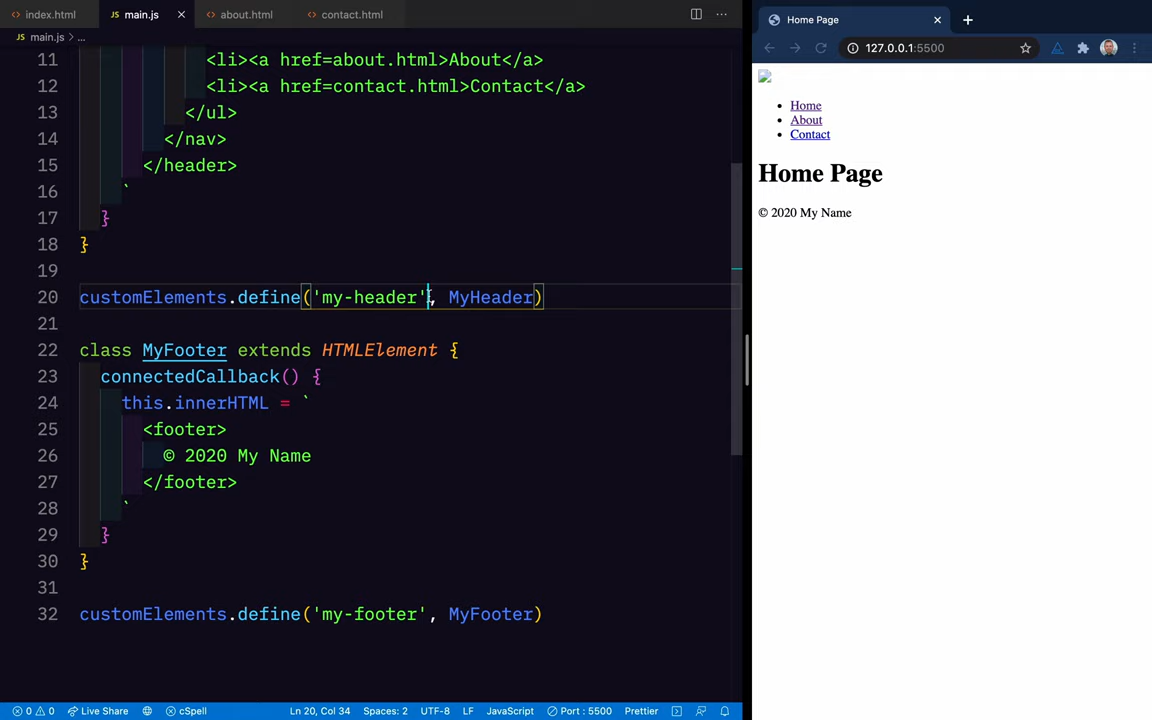 index.html
JS main.js
about.html
contact.html
JS main.js > ...
11 <li><a href=about.html>About</a>
12 <li><a href=contact.html>Contact</a>
13 </ul>
14 </nav>
15 </header>
16 `
17 }
18 }
19
20 customElements.define('my-header', MyHeader)
21
22 class MyFooter extends HTMLElement {
23 connectedCallback() {
24 this.innerHTML = `
25 <footer>
26 © 2020 My Name
27 </footer>
28 `
29 }
30 }
31
32 customElements.define('my-footer', MyFooter)
0 0 Live Share cSpell Ln 20, Col 34 Spaces: 2 UTF-8 LF JavaScript Port : 5500 Prettier
Home Page
127.0.0.1:5500
Home
About
Contact
Home Page
© 2020 My Name